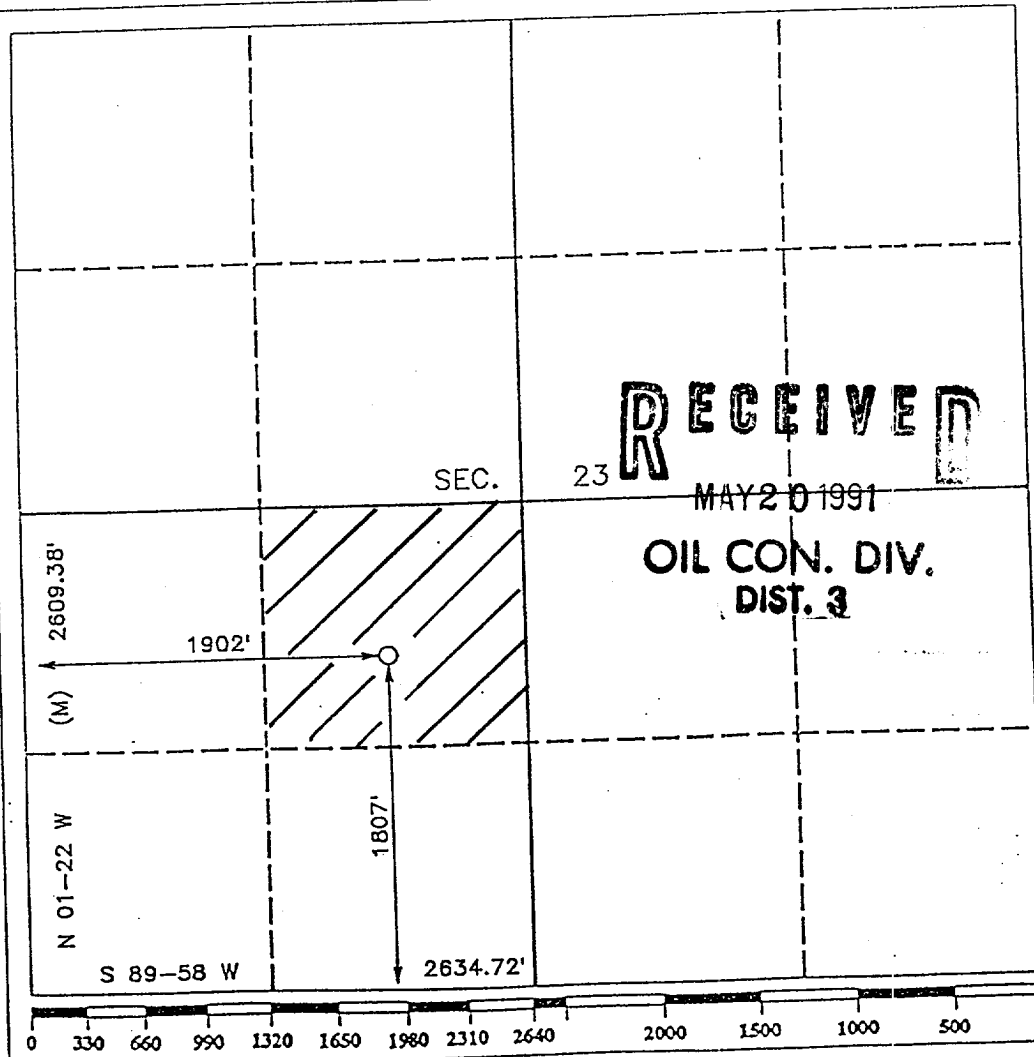 SEC. 23
RECEIVED
MAY 20 1991
OIL CON. DIV.
DIST. 3
2609.38'
(M)
1902'
1807'
N 01-22 W
S 89-58 W
2634.72'
0 330 660 990 1320 1650 1980 2310 2640 2000 1500 1000 500